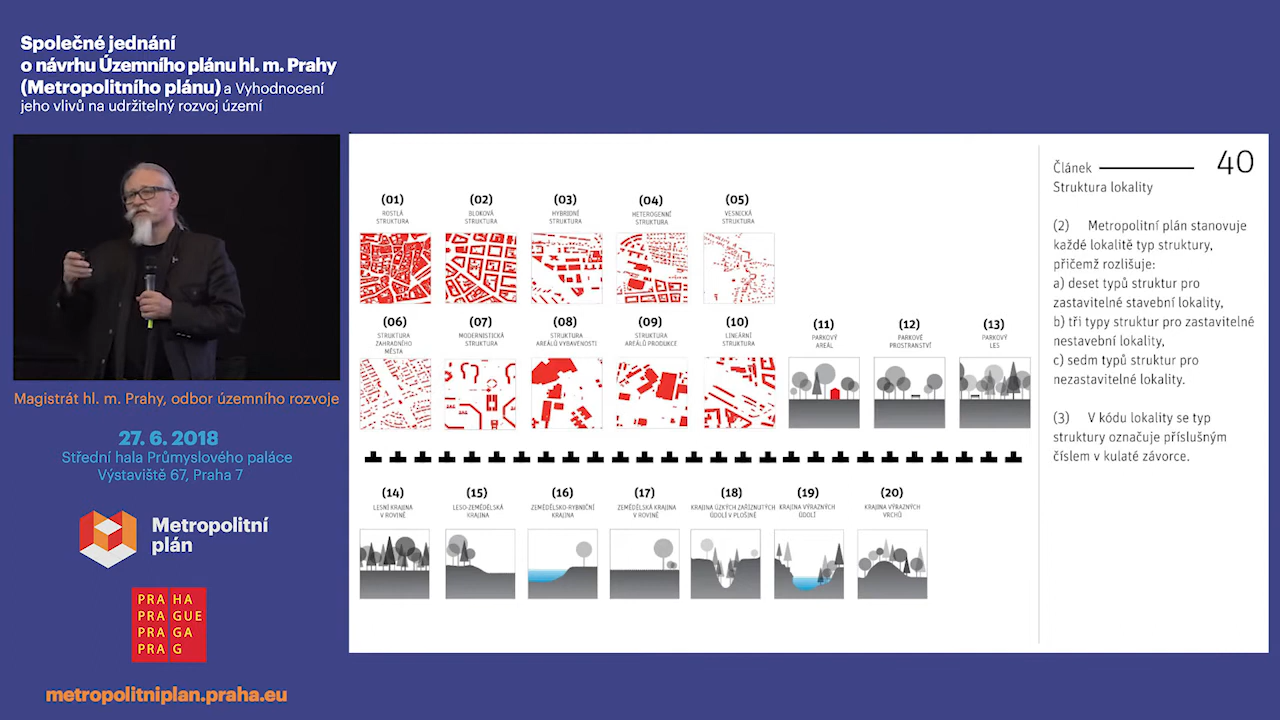 Společné jednání
o návrhu Územního plánu hl. m. Prahy
(Metropolitního plánu) a Vyhodnocení
jeho vlivů na udržitelný rozvoj území
Magistrát hl. m. Prahy, odbor územního rozvoje
27. 6. 2018
Střední hala Průmyslového paláce
Výstaviště 67, Praha 7
Metropolitní
plán
PRA HA
PRA GUE
PRA GA
PRA G
metropolitniplan.praha.eu
(01)
ROSTLÁ
STRUKTURA
(02)
BLOKOVÁ
STRUKTURA
(03)
HYBRIDNÍ
STRUKTURA
(04)
HETEROGENNÍ
STRUKTURA
(05)
VESNICKÁ
STRUKTURA
(06)
STRUKTURA
ZAHRADNÍHO
MĚSTA
(07)
MODERNISTICKÁ
STRUKTURA
(08)
STRUKTURA
AREÁLŮ VYBAVENOSTI
(09)
STRUKTURA
AREÁLŮ PRODUKCE
(10)
LINEÁRNÍ
STRUKTURA
(11)
PARKOVÝ
AREÁL
(12)
PARKOVÉ
PROSTRANSTVÍ
(13)
PARKOVÝ
LES
(14)
LESNÍ KRAJINA
V ROVINĚ
(15)
LESO-ZEMĚDĚLSKÁ
KRAJINA
(16)
ZEMĚDĚLSKO-RYBNIČNÍ
KRAJINA
(17)
ZEMĚDĚLSKÁ KRAJINA
V ROVINĚ
(18)
KRAJINA ÚZKÝCH ZAŘÍZNUTÝCH
ÚDOLÍ V PLOŠINĚ
(19)
KRAJINA VÝRAZNÝCH
ÚDOLÍ
(20)
KRAJINA VÝRAZNÝCH
VRCHŮ
Článek 40
Struktura lokality
(2) Metropolitní plán stanovuje
každé lokalitě typ struktury,
přičemž rozlišuje:
a) deset typů struktur pro
zastavitelné stavební lokality,
b) tři typy struktur pro zastavitelné
nestavební lokality,
c) sedm typů struktur pro
nezastavitelné lokality.
(3) V kódu lokality se typ
struktury označuje příslušným
číslem v kulaté závorce.